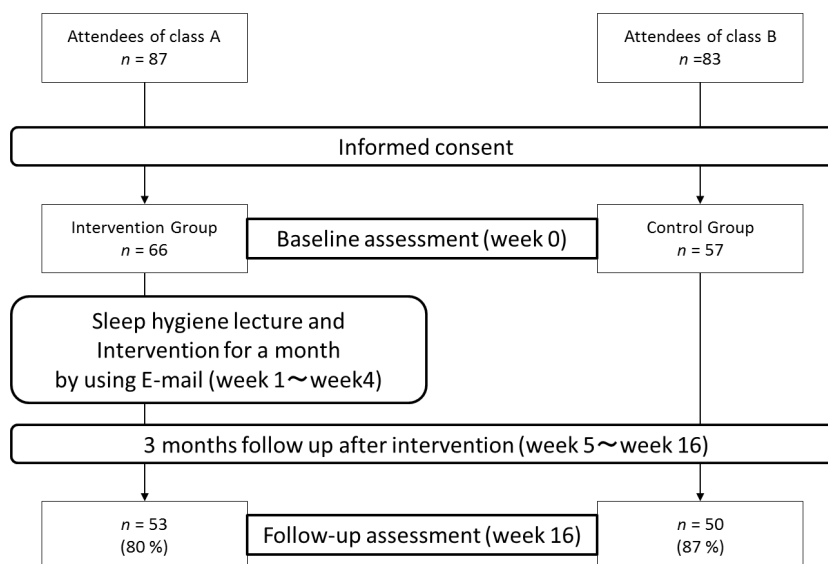 Attendees of class A
n = 87
Attendees of class B
n =83
Informed consent
Intervention Group
n = 66
Baseline assessment (week 0)
Control Group
n = 57
Sleep hygiene lecture and
Intervention for a month
by using E-mail (week 1～week4)
3 months follow up after intervention (week 5～week 16)
n = 53
(80 %)
Follow-up assessment (week 16)
n = 50
(87 %)